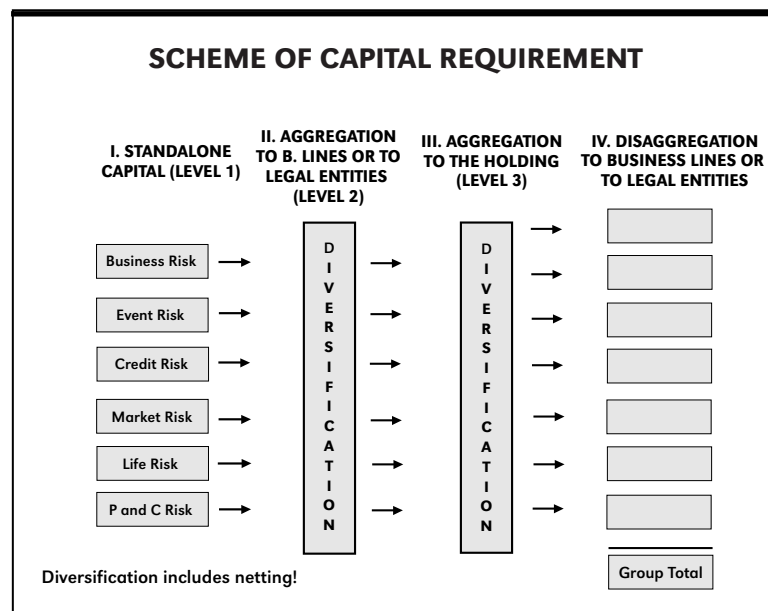 SCHEME OF CAPITAL REQUIREMENT
I. STANDALONE
CAPITAL (LEVEL 1)
II. AGGREGATION
TO B. LINES OR TO
LEGAL ENTITIES
(LEVEL 2)
III. AGGREGATION
TO THE HOLDING
(LEVEL 3)
IV. DISAGGREGATION
TO BUSINESS LINES OR
TO LEGAL ENTITIES
Business Risk
Event Risk
Credit Risk
Market Risk
Life Risk
P and C Risk
DIVERSIFICATION
DIVERSIFICATION
Group Total
Diversification includes netting!